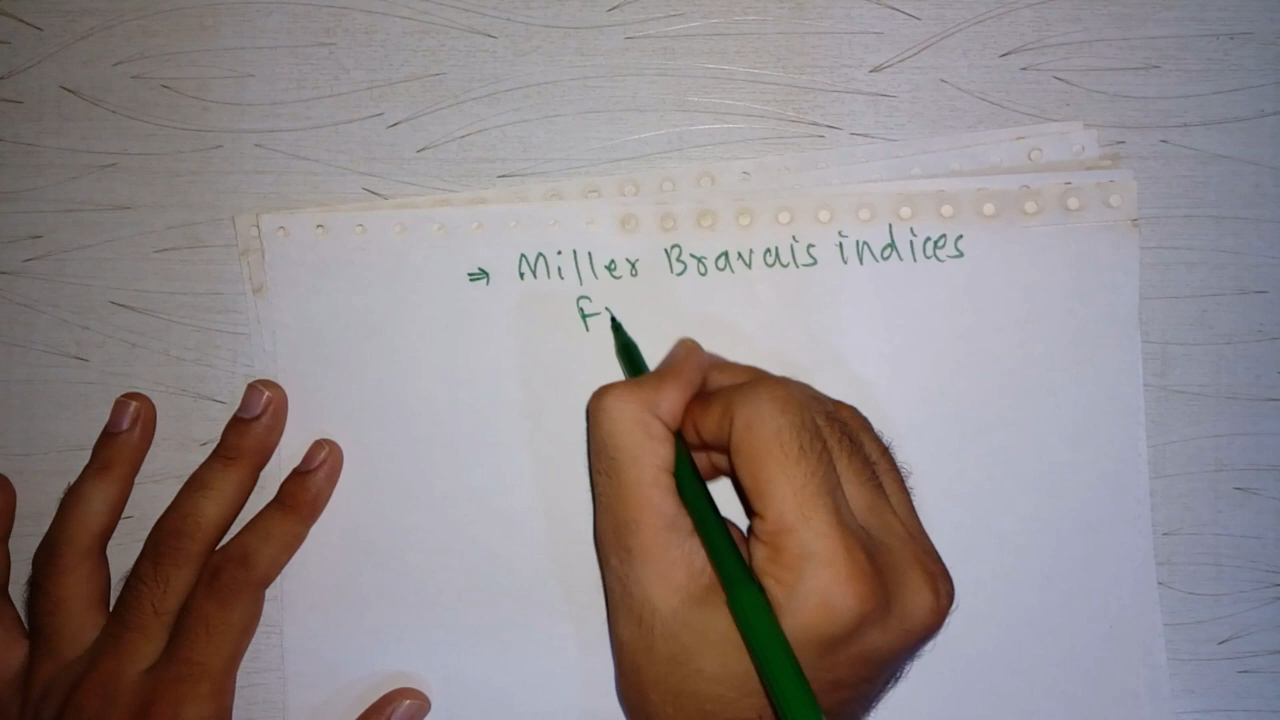 ⇒ Miller Bravais indices
F